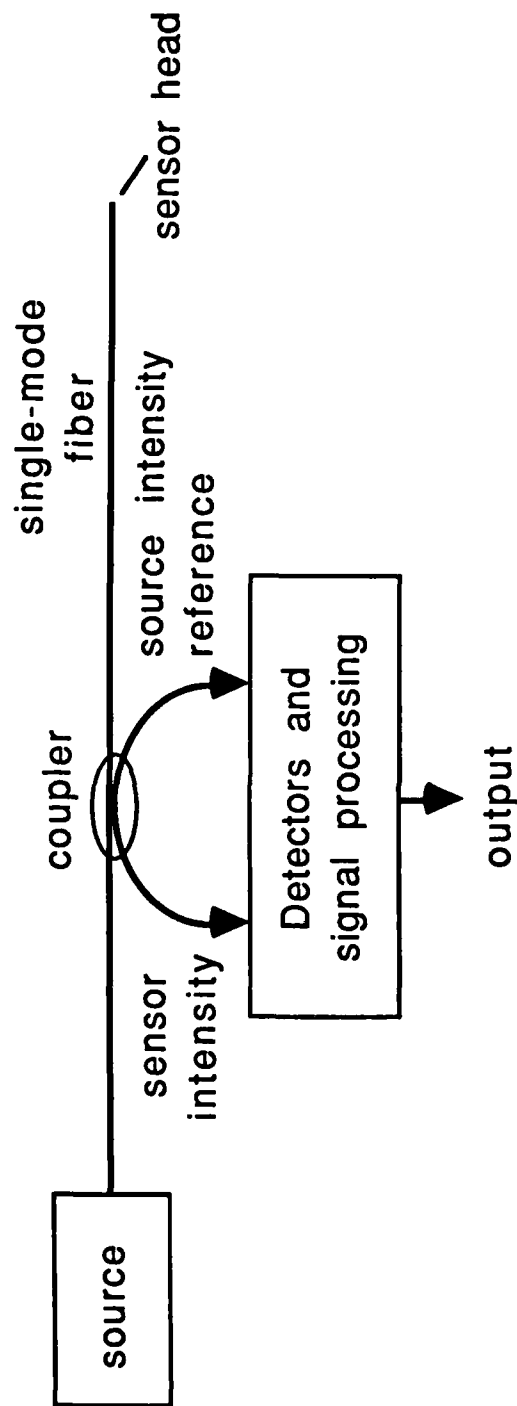 source
coupler
single-mode
fiber
sensor head
sensor
intensity
source intensity
reference
Detectors and
signal processing
output